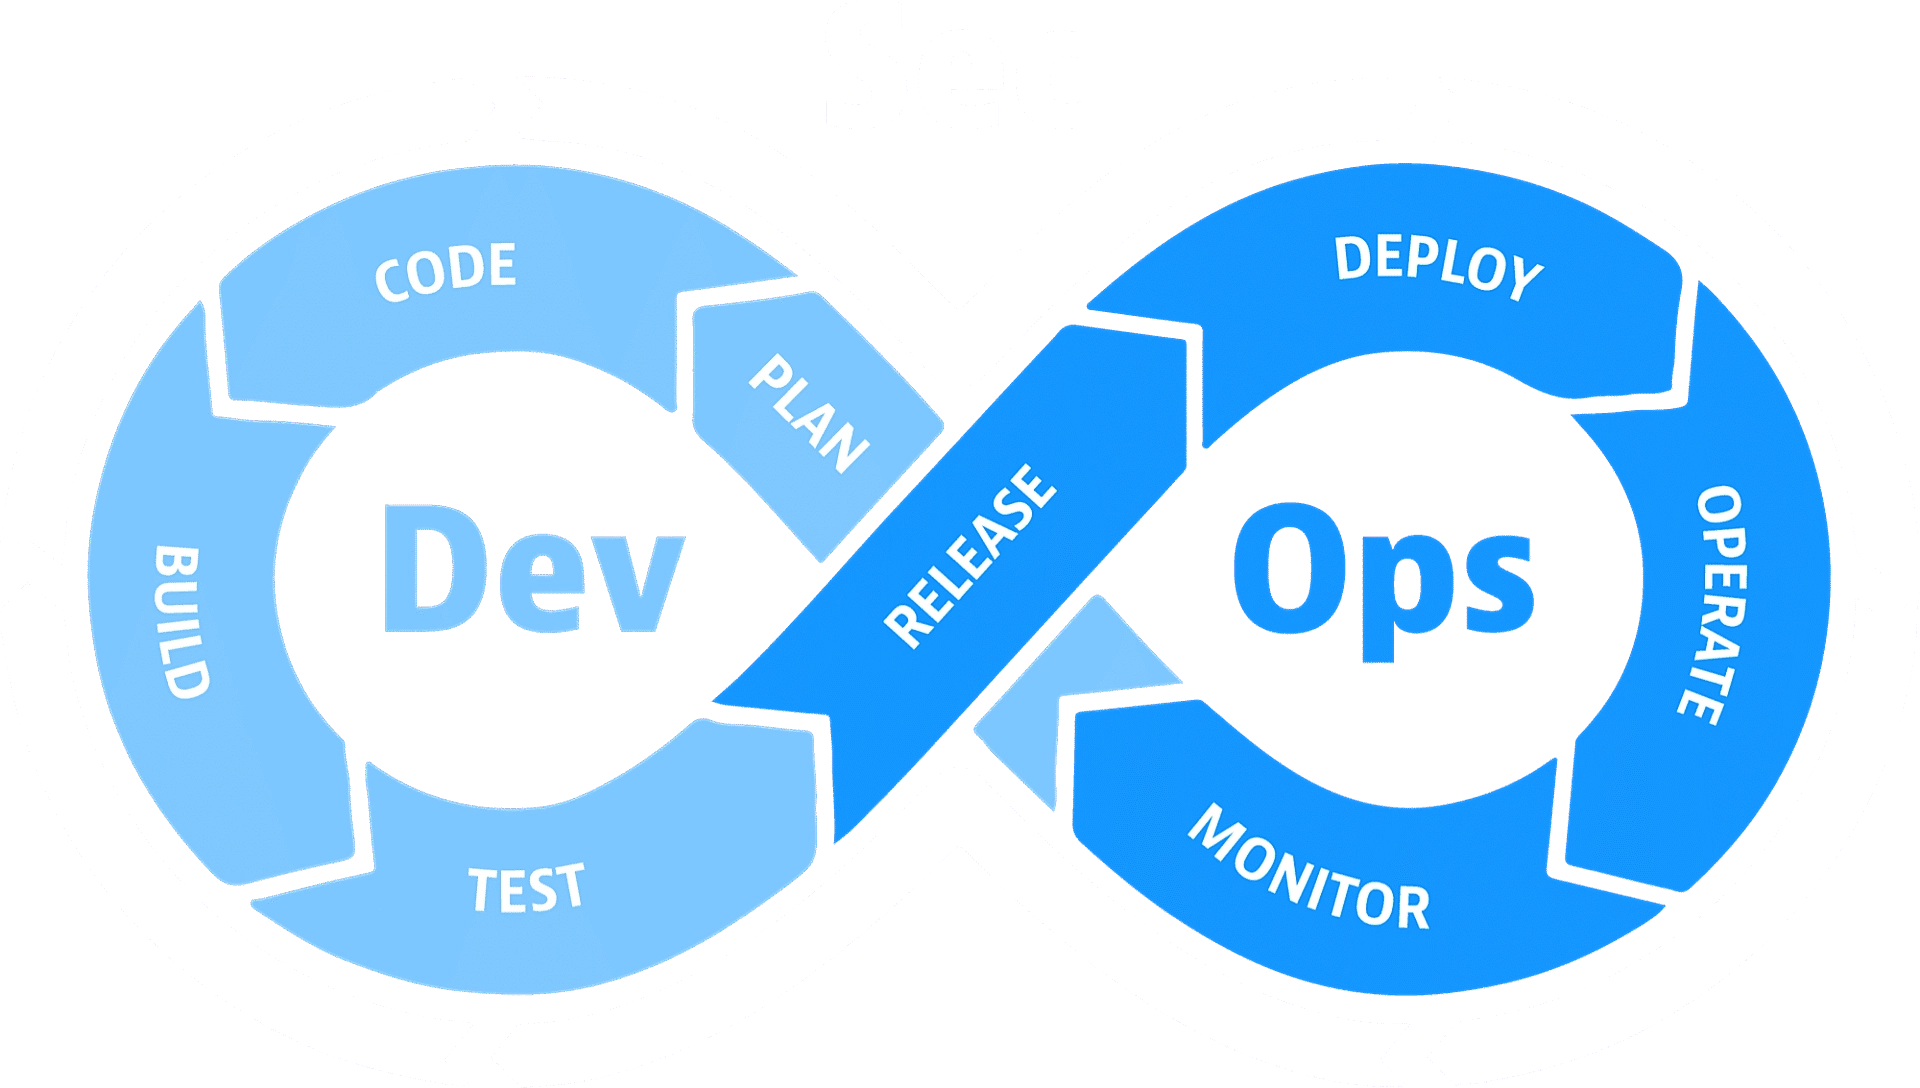 CODE
DEPLOY
PLAN
RELEASE
Dev
Ops
BUILD
OPERATE
TEST
MONITOR